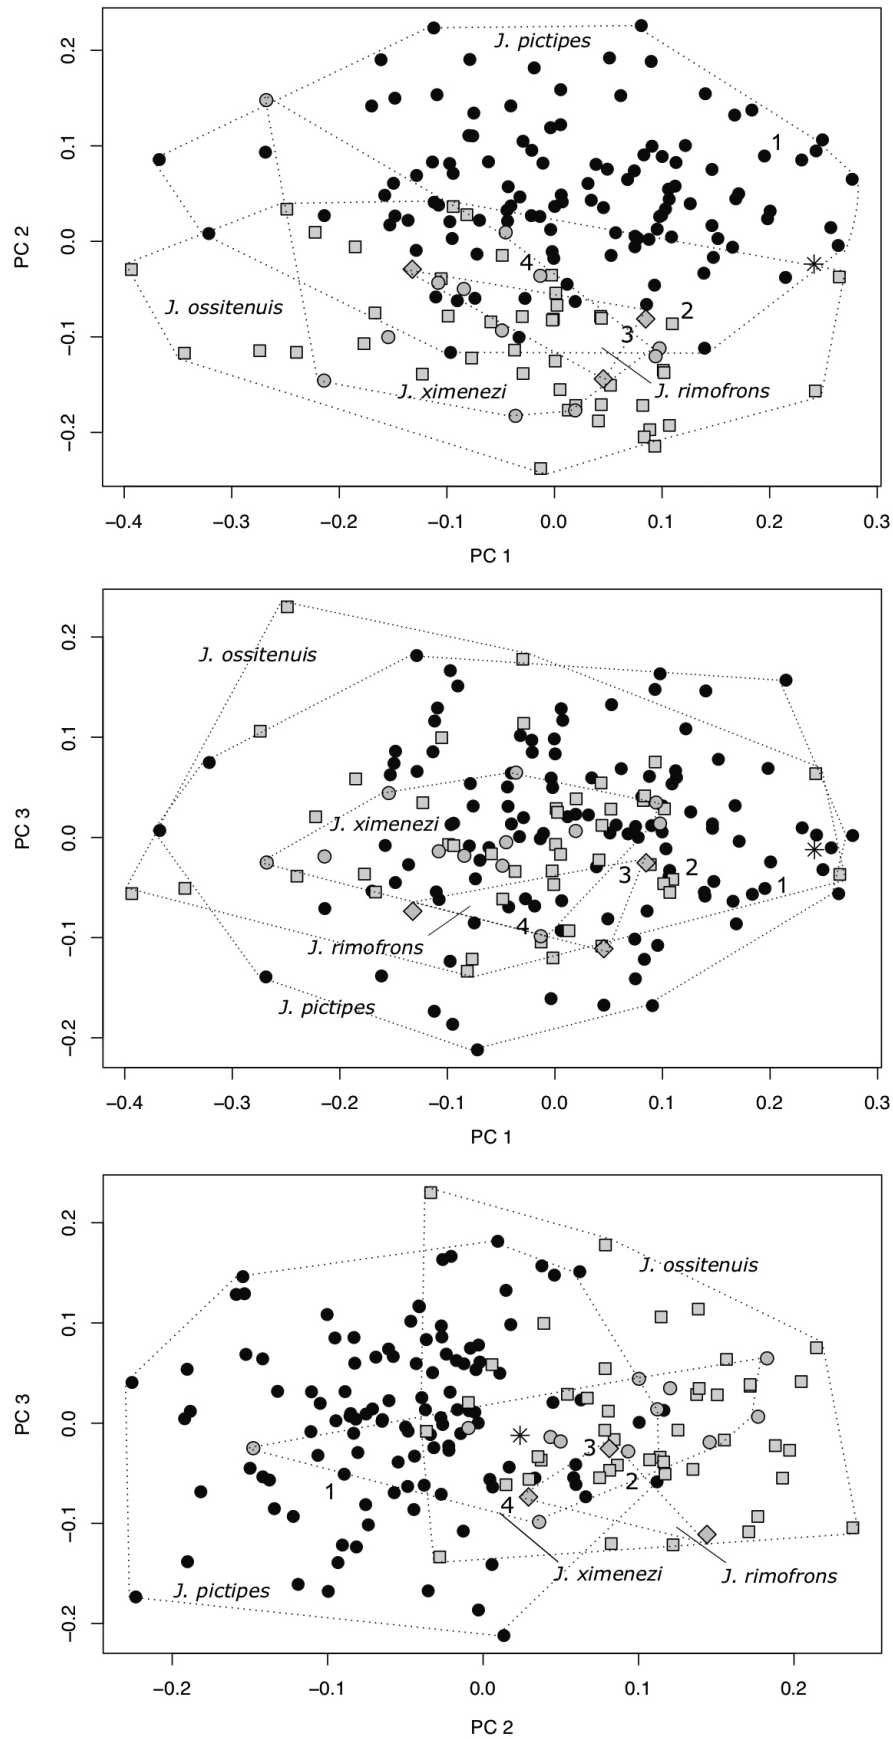 0.2
J. pictipes
1
0.1
PC 2
0.0
4
J. ossitenuis
2
−0.1
3
J. ximenezi
J. rimofrons
−0.2
−0.4 −0.3 −0.2 −0.1 0.0 0.1 0.2 0.3
PC 1
0.2
J. ossitenuis
0.1
J. ximenezi
PC 3
0.0
3 2
1
4
−0.1
J. rimofrons
J. pictipes
−0.2
−0.4 −0.3 −0.2 −0.1 0.0 0.1 0.2 0.3
PC 1
0.2
J. ossitenuis
0.1
PC 3
0.0
3
2
1
4
−0.1
J. ximenezi J. rimofrons
J. pictipes
−0.2
−0.2 −0.1 0.0 0.1 0.2
PC 2